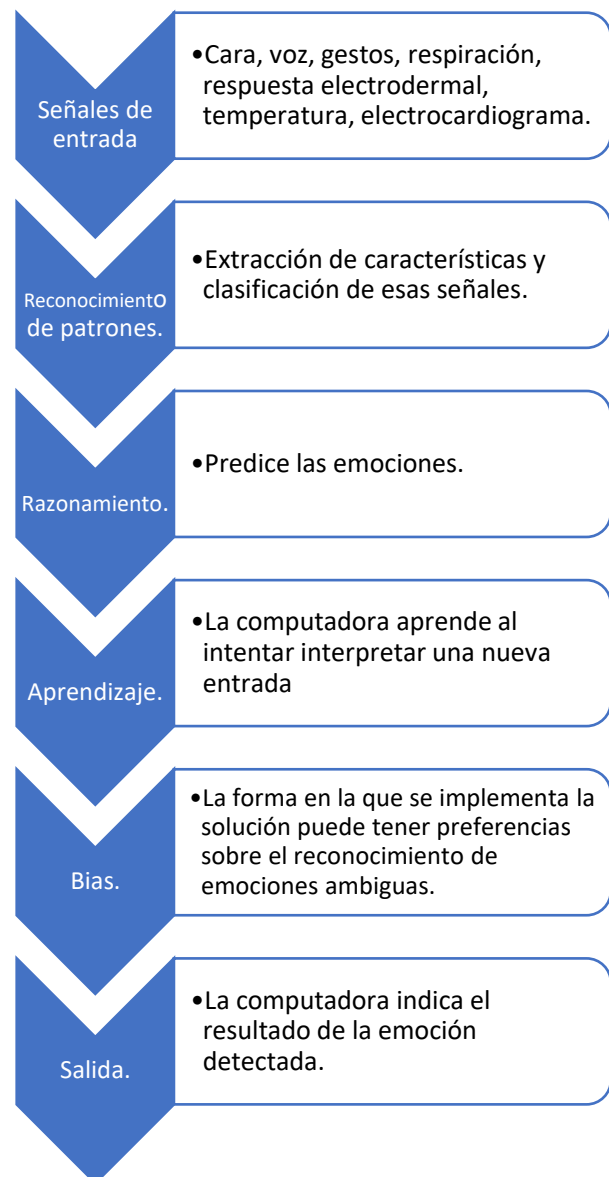 Señales de
entrada
•Cara, voz, gestos, respiración,
respuesta electrodermal,
temperatura, electrocardiograma.
Reconocimiento
de patrones.
•Extracción de características y
clasificación de esas señales.
Razonamiento.
•Predice las emociones.
Aprendizaje.
•La computadora aprende al
intentar interpretar una nueva
entrada
Bias.
•La forma en la que se implementa la
solución puede tener preferencias
sobre el reconocimiento de
emociones ambiguas.
Salida.
•La computadora indica el
resultado de la emoción
detectada.